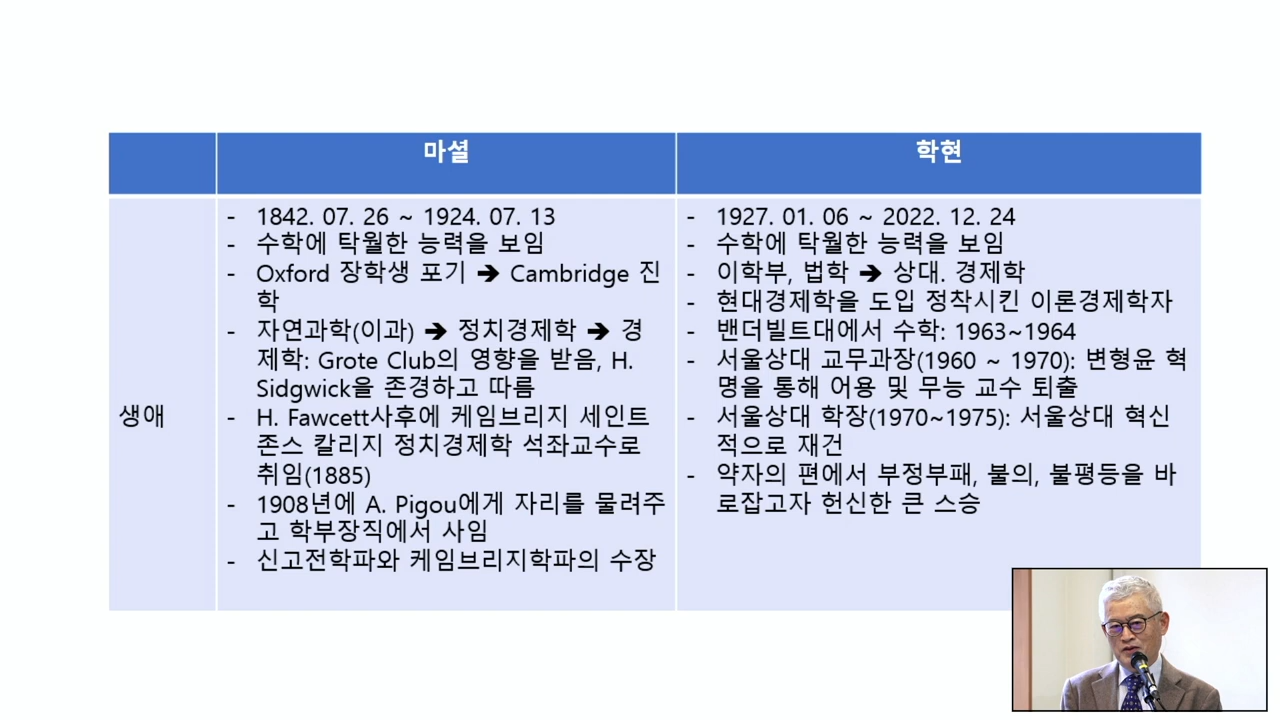 마셜
학현
생애
- 1842. 07. 26 ~ 1924. 07. 13
- 수학에 탁월한 능력을 보임
- Oxford 장학생 포기 ➔ Cambridge 진
학
- 자연과학(이과) ➔ 정치경제학 ➔ 경
제학: Grote Club의 영향을 받음, H.
Sidgwick을 존경하고 따름
- H. Fawcett사후에 케임브리지 세인트
존스 칼리지 정치경제학 석좌교수로
취임(1885)
- 1908년에 A. Pigou에게 자리를 물려주
고 학부장직에서 사임
- 신고전학파와 케임브리지학파의 수장
- 1927. 01. 06 ~ 2022. 12. 24
- 수학에 탁월한 능력을 보임
- 이학부, 법학 ➔ 상대. 경제학
- 현대경제학을 도입 정착시킨 이론경제학자
- 밴더빌트대에서 수학: 1963~1964
- 서울상대 교무과장(1960 ~ 1970): 변형윤 혁
명을 통해 어용 및 무능 교수 퇴출
- 서울상대 학장(1970~1975): 서울상대 혁신
적으로 재건
- 약자의 편에서 부정부패, 불의, 불평등을 바
로잡고자 헌신한 큰 스승